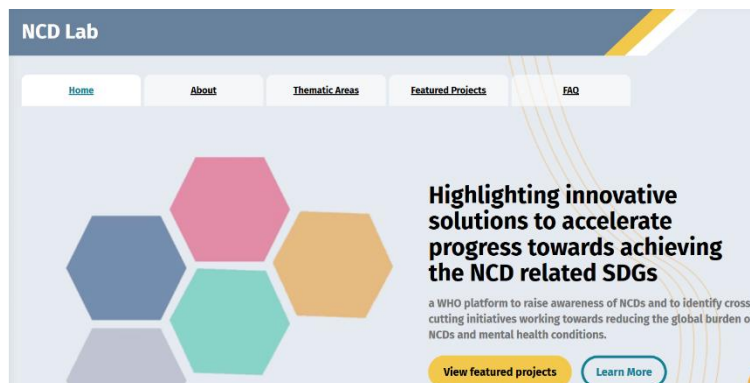 NCD Lab
Home
About
Thematic Areas
Featured Projects
FAQ
Highlighting innovative
solutions to accelerate
progress towards achieving
the NCD related SDGs
a WHO platform to raise awareness of NCDs and to identify cross
cutting initiatives working towards reducing the global burden
NCDs and mental health conditions.
View featured projects
Learn More